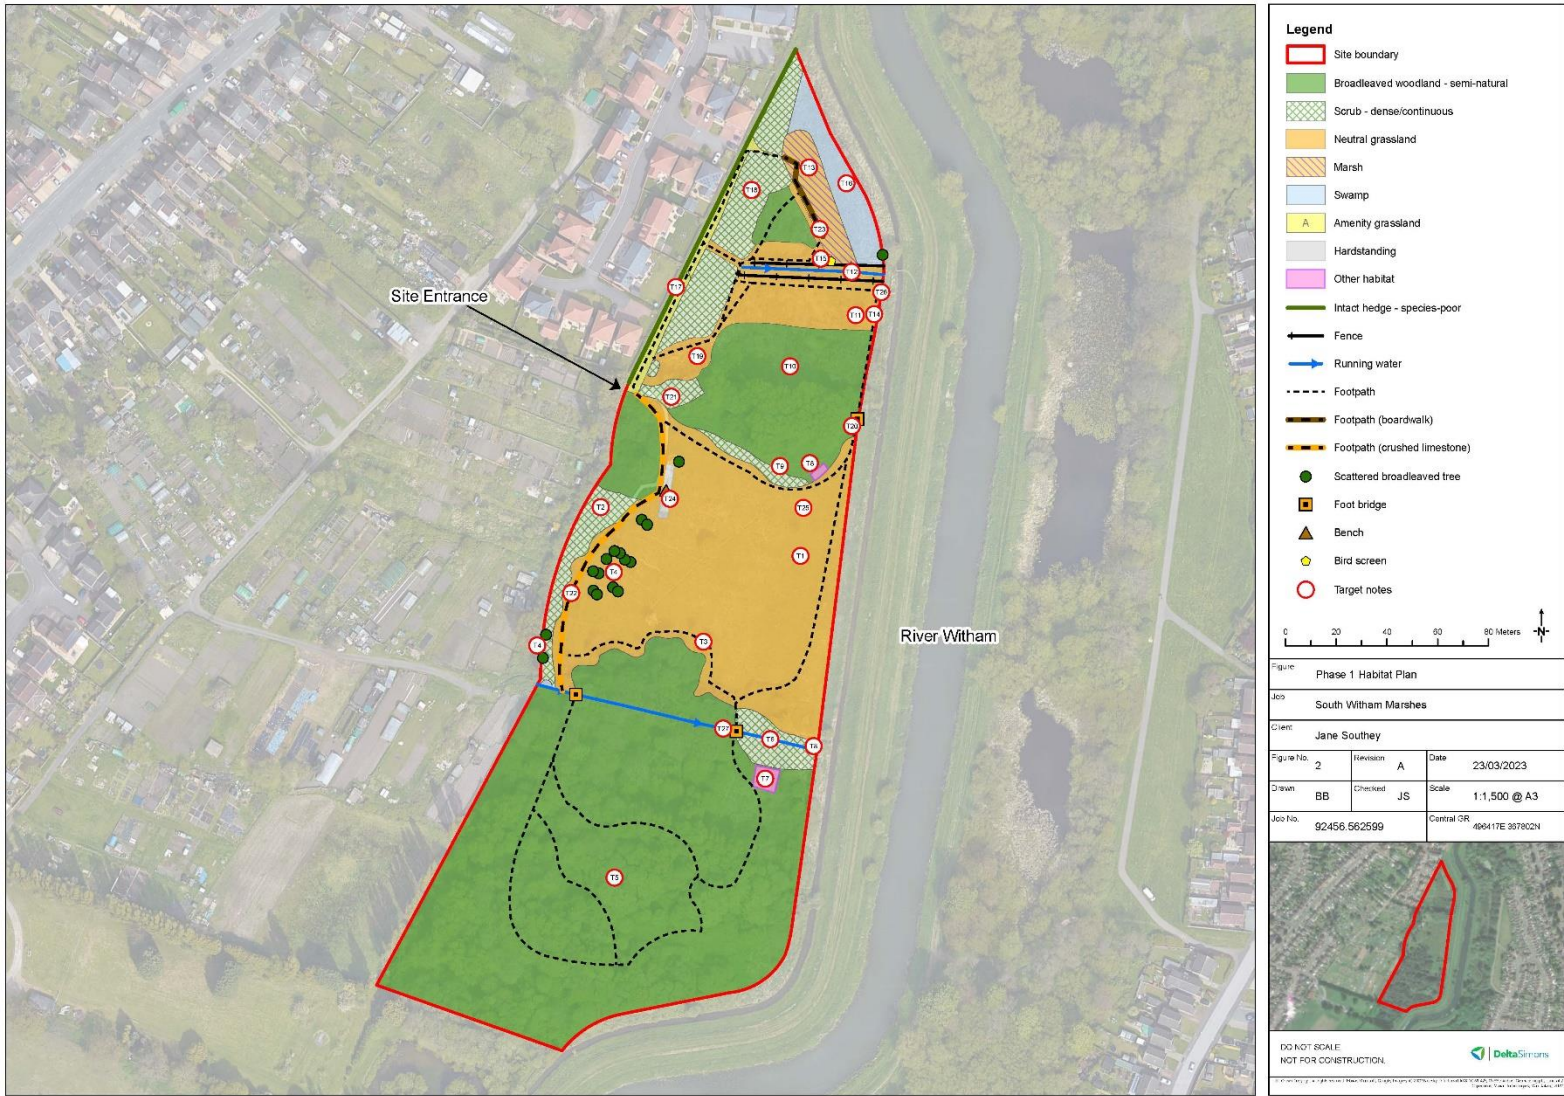 Site Entrance
River Witham
T13
T16
T18
T23
T15
T12
T17
T26
T11
T14
T19
T10
T21
T20
T9
T8
T24
T2
T25
T1
T4
T22
T3
T4
T27
T6
T8
T7
T5
Legend
Site boundary
Broadleaved woodland - semi-natural
Scrub - dense/continuous
Neutral grassland
Marsh
Swamp
A Amenity grassland
Hardstanding
Other habitat
Intact hedge - species-poor
Fence
Running water
Footpath
Footpath (boardwalk)
Footpath (crushed limestone)
Scattered broadleaved tree
Foot bridge
Bench
Bird screen
Target notes
0 20 40 60 80 Meters
-N-
Figure
Phase 1 Habitat Plan
Job
South Witham Marshes
Client
Jane Southey
Figure No. 2 Revision A Date 23/03/2023
Drawn BB Checked JS Scale 1:1,500 @ A3
Job No. 92456.562599 Central GR 496417E 367802N
DO NOT SCALE.
NOT FOR CONSTRUCTION.
DeltaSimons